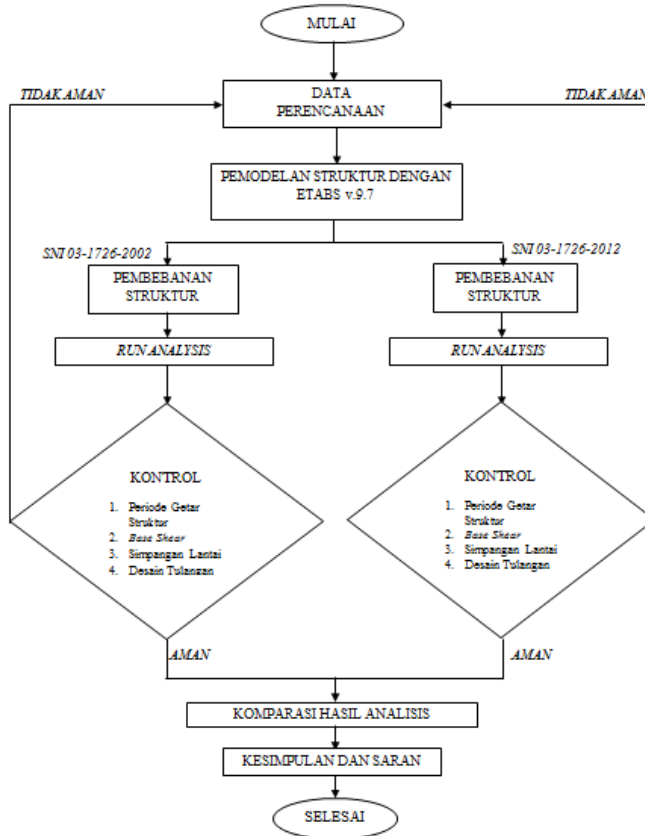 MULAI
TIDAK AMAN
DATA
PERENCANAAN
TIDAK AMAN
PEMODELAN STRUKTUR DENGAN
ETABS v.9.7
SNI 03-1726-2002
SNI 03-1726-2012
PEMBEBANAN
STRUKTUR
PEMBEBANAN
STRUKTUR
RUN ANALYSIS
RUN ANALYSIS
KONTROL
1. Periode Getar
Struktur
2. Base Shear
3. Simpangan Lantai
4. Desain Tulangan
KONTROL
1. Periode Getar
Struktur
2. Base Shear
3. Simpangan Lantai
4. Desain Tulangan
AMAN
AMAN
KOMPARASI HASIL ANALISIS
KESIMPULAN DAN SARAN
SELESAI